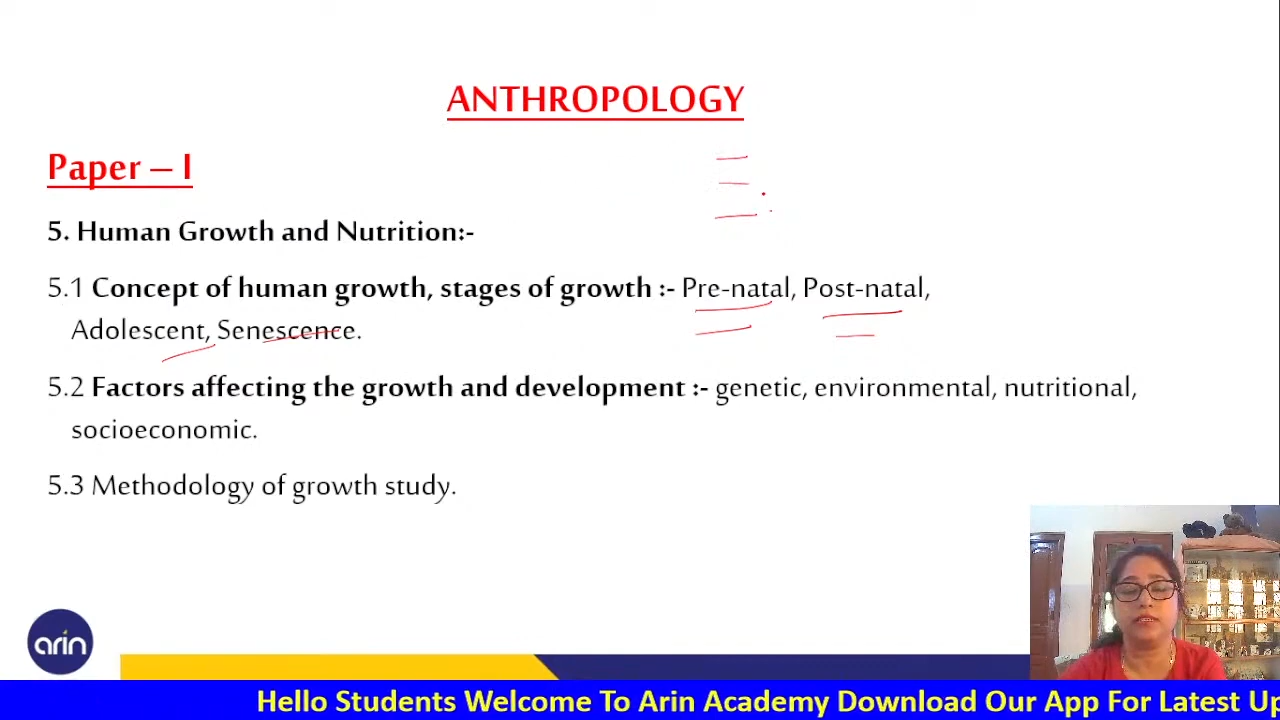 ANTHROPOLOGY
Paper – I
5. Human Growth and Nutrition:-
5.1 Concept of human growth, stages of growth :- Pre-natal, Post-natal,
Adolescent, Senescence.
5.2 Factors affecting the growth and development :- genetic, environmental, nutritional,
socioeconomic.
5.3 Methodology of growth study.
arin
Hello Students Welcome To Arin Academy Download Our App For Latest Up